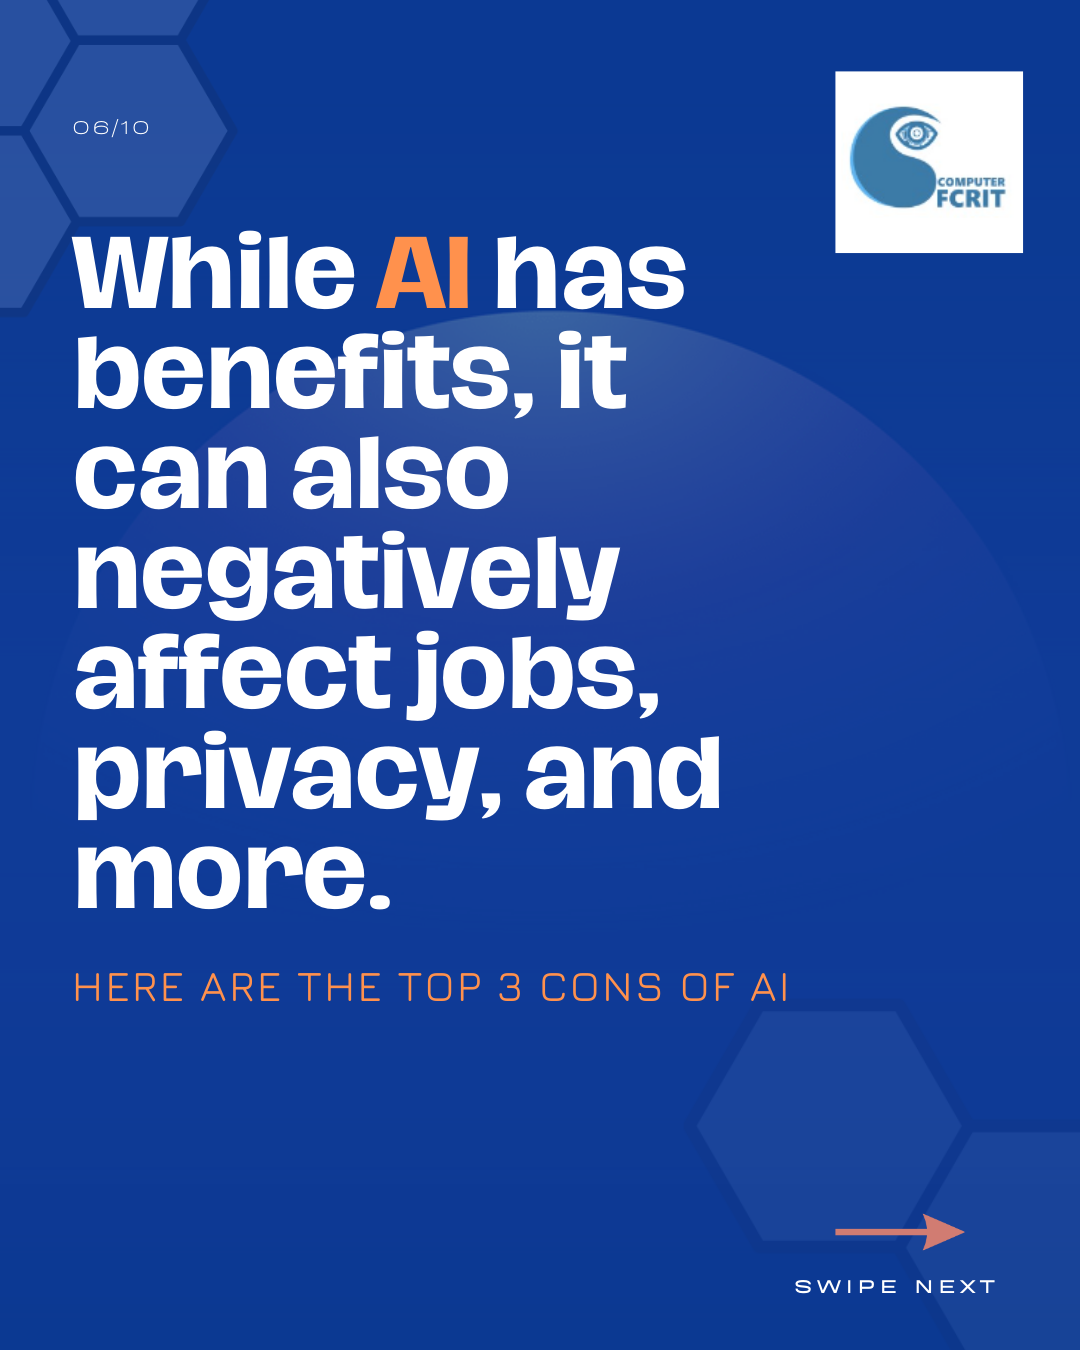 06/10
COMPUTER
FCRIT
While AI has
benefits, it
can also
negatively
affect jobs,
privacy, and
more.
HERE ARE THE TOP 3 CONS OF AI
SWIPE NEXT